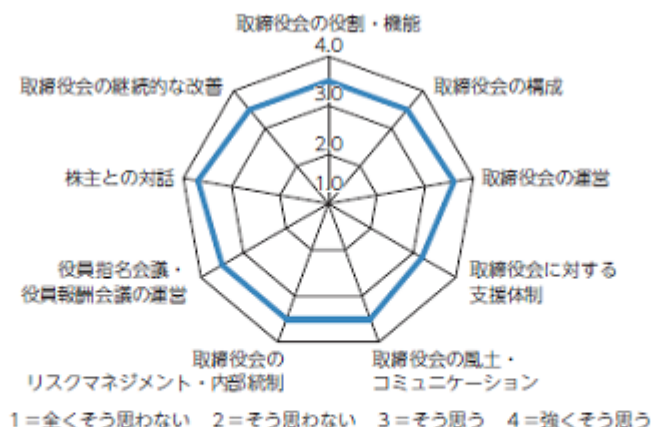 取締役会の役割・機能
4.0
取締役会の継続的な改善
取締役会の構成
3.0
2.0
株主との対話
1.0
取締役会の運営
役員指名会議・
役員報酬会議の運営
取締役会に対する
支援体制
取締役会の
リスクマネジメント・内部統制
取締役会の風土・
コミュニケーション
1＝全くそう思わない 2＝そう思わない 3＝そう思う 4＝強くそう思う